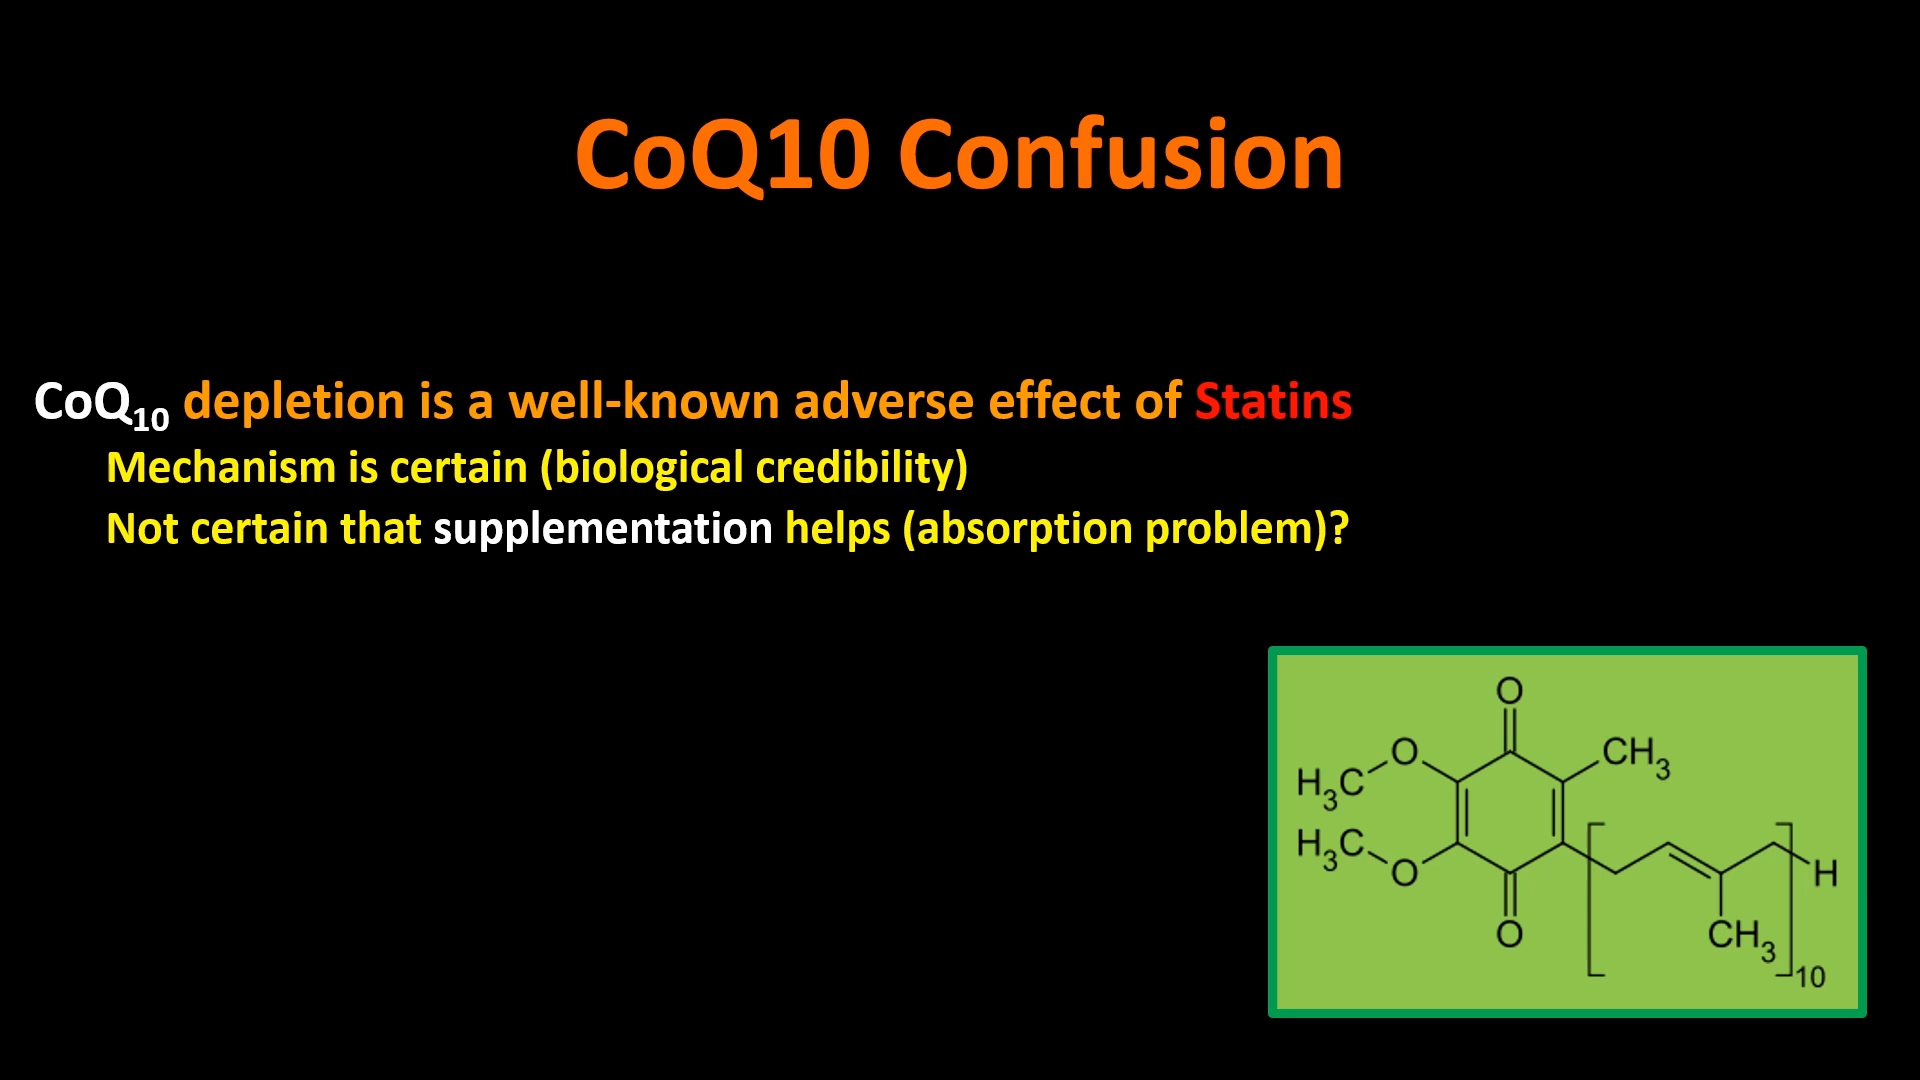 CoQ10 Confusion
CoQ10 depletion is a well-known adverse effect of Statins
Mechanism is certain (biological credibility)
Not certain that supplementation helps (absorption problem)?
O
O CH3
H3C
H3C
O H
O CH3
10